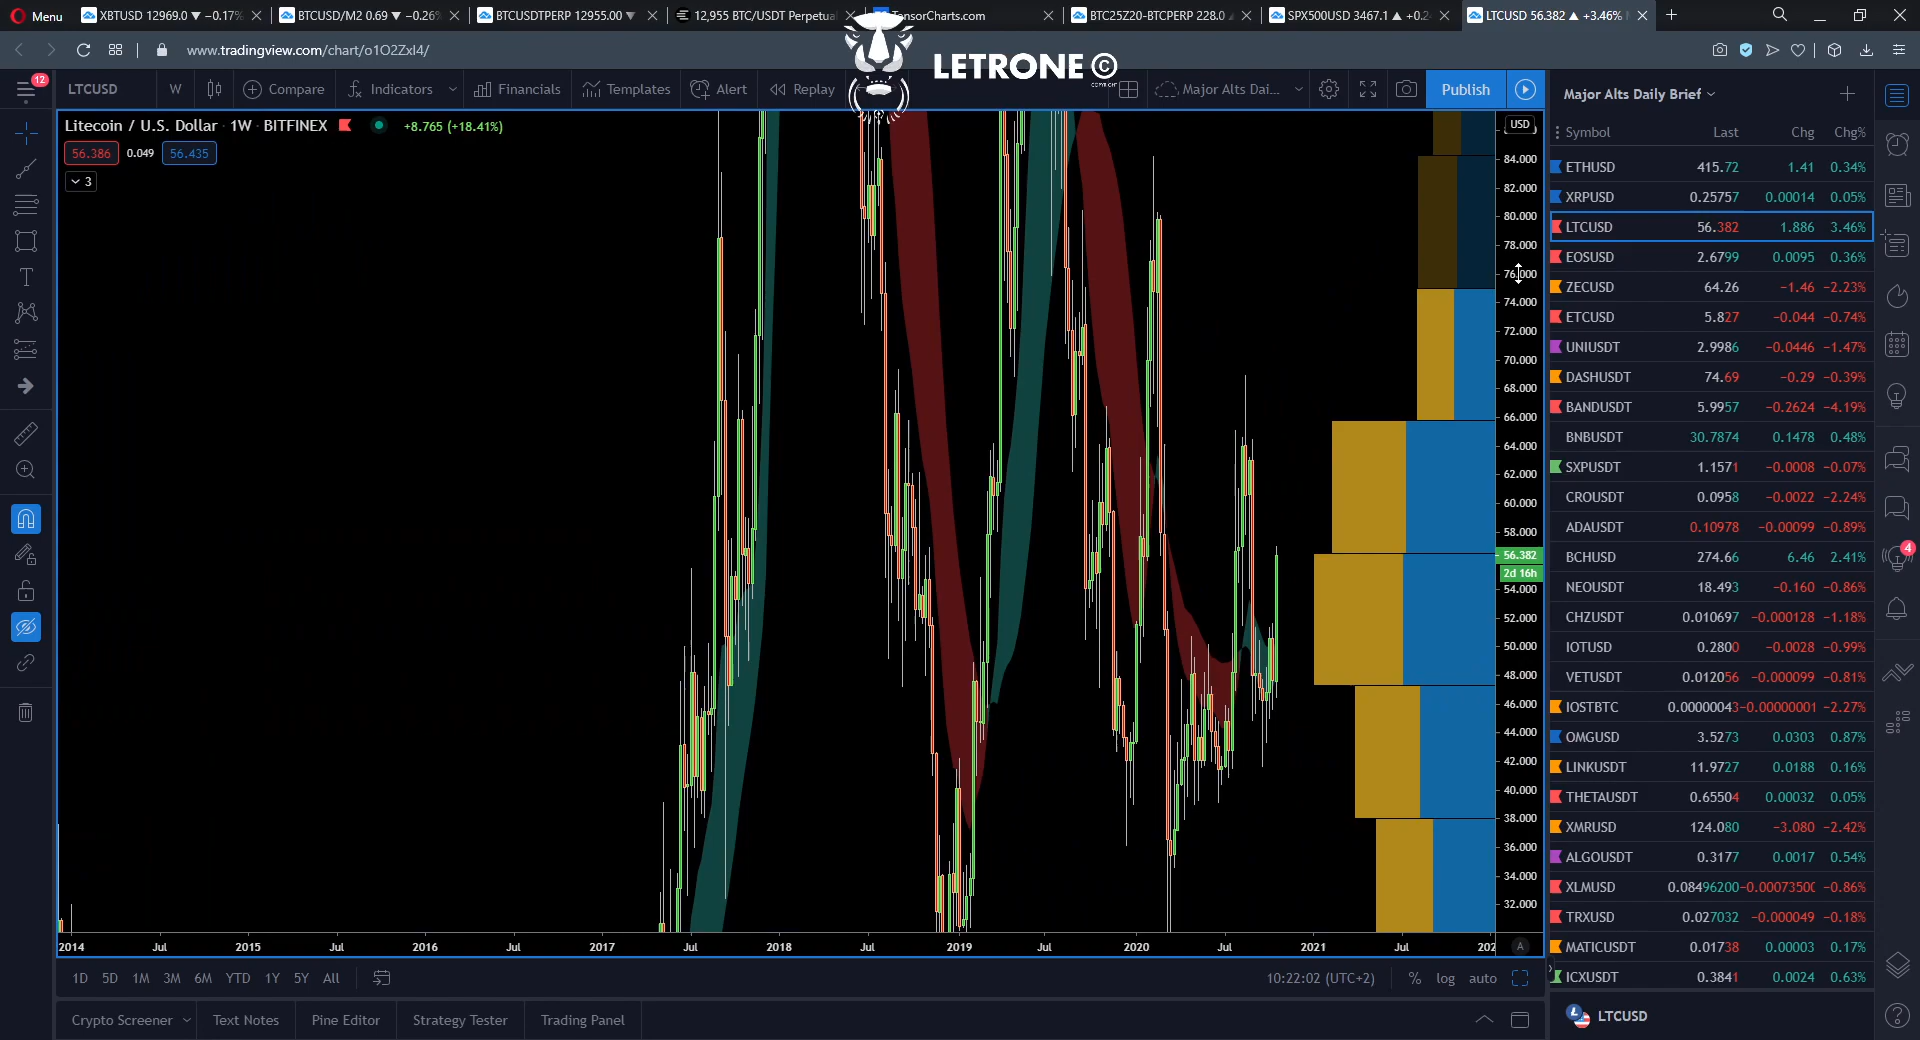 Menu
XBTUSD 12969.0 ▼ −0.17%
BTCUSD/M2 0.69 ▼ −0.26%
BTCUSDTPERP 12955.00 ▼
12,955 BTC/USDT Perpetual
TensorCharts.com
BTC25Z20-BTCPERP 228.0
SPX500USD 3467.1 ▲ +0.2
LTCUSD 56.382 ▲ +3.46%
www.tradingview.com/chart/o1O2Zxl4/
LETRONE ©
COPYRIGHT
LTCUSD
W
Compare
Indicators
Financials
Templates
Alert
Replay
Major Alts Dai...
Publish
12
Litecoin / U.S. Dollar · 1W · BITFINEX
+8.765 (+18.41%)
56.386
0.049
56.435
3
USD
84.000
82.000
80.000
78.000
76.000
74.000
72.000
70.000
68.000
66.000
64.000
62.000
60.000
58.000
56.382
2d 16h
54.000
52.000
50.000
48.000
46.000
44.000
42.000
40.000
38.000
36.000
34.000
32.000
2014
Jul
2015
Jul
2016
Jul
2017
Jul
2018
Jul
2019
Jul
2020
Jul
2021
Jul
202
A
1D
5D
1M
3M
6M
YTD
1Y
5Y
All
10:22:02 (UTC+2)
%
log
auto
Crypto Screener
Text Notes
Pine Editor
Strategy Tester
Trading Panel
Major Alts Daily Brief
Symbol Last Chg Chg%
ETHUSD 415.72 1.41 0.34%
XRPUSD 0.25757 0.00014 0.05%
LTCUSD 56.382 1.886 3.46%
EOSUSD 2.6799 0.0095 0.36%
ZECUSD 64.26 −1.46 −2.23%
ETCUSD 5.827 −0.044 −0.74%
UNIUSDT 2.9986 −0.0446 −1.47%
DASHUSDT 74.69 −0.29 −0.39%
BANDUSDT 5.9957 −0.2624 −4.19%
BNBUSDT 30.7874 0.1478 0.48%
SXPUSDT 1.1571 −0.0008 −0.07%
CROUSDT 0.0958 −0.0022 −2.24%
ADAUSDT 0.10978 −0.00099 −0.89%
BCHUSD 274.66 6.46 2.41%
NEOUSDT 18.493 −0.160 −0.86%
CHZUSDT 0.010697 −0.000128 −1.18%
IOTUSD 0.2800 −0.0028 −0.99%
VETUSDT 0.012056 −0.000099 −0.81%
IOSTBTC 0.00000043 −0.00000001 −2.27%
OMGUSD 3.5273 0.0303 0.87%
LINKUSDT 11.9727 0.0188 0.16%
THETAUSDT 0.65504 0.00032 0.05%
XMRUSD 124.080 −3.080 −2.42%
ALGOUSDT 0.3177 0.0017 0.54%
XLMUSD 0.08496200 −0.00073500 −0.86%
TRXUSD 0.027032 −0.000049 −0.18%
MATICUSDT 0.01738 0.00003 0.17%
ICXUSDT 0.3841 0.0024 0.63%
LTCUSD
4